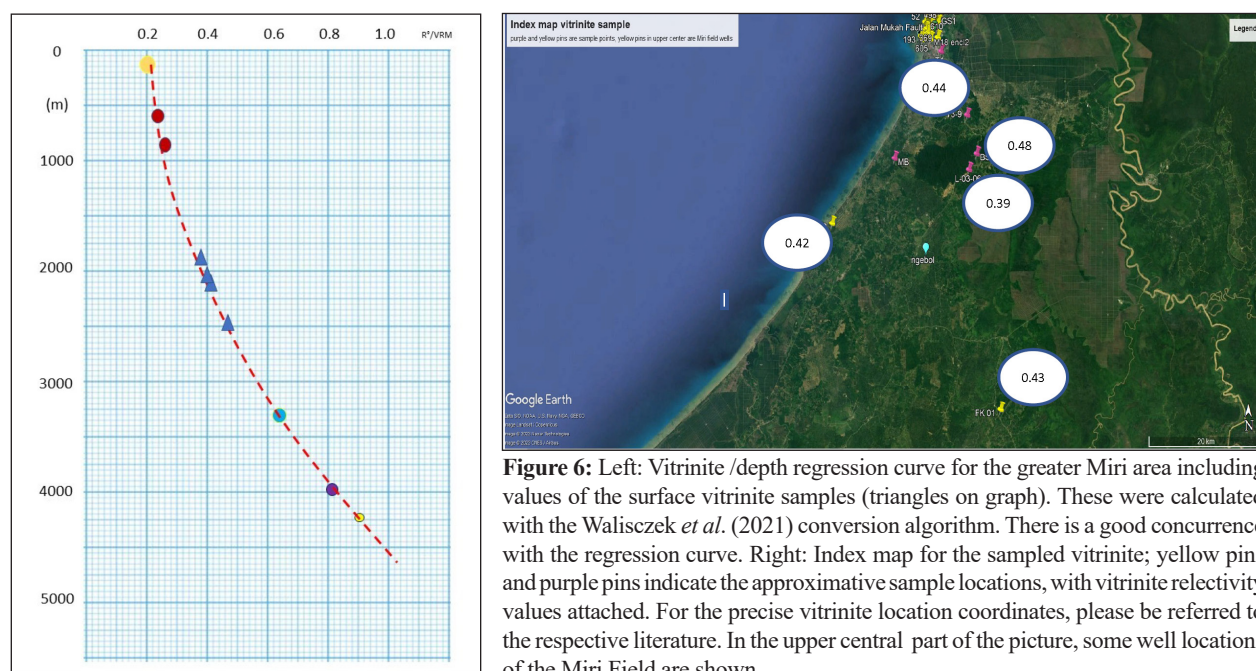 0.2 0.4 0.6 0.8 1.0 R°/VRM
0
(m)
1000
2000
3000
4000
5000
Index map vitrinite sample
purple and yellow pins are sample points, yellow pins in upper center are Miri field wells
Legend
GS1
Jalan Mukah Fault
0.44
0.48
MB
L-03-06
0.39
0.42
ngebol
0.43
FK 01
Google Earth
N
20 km
Figure 6: Left: Vitrinite /depth regression curve for the greater Miri area including
values of the surface vitrinite samples (triangles on graph). These were calculated
with the Walisczek et al. (2021) conversion algorithm. There is a good concurrence
with the regression curve. Right: Index map for the sampled vitrinite; yellow pin
and purple pins indicate the approximative sample locations, with vitrinite relectivity
values attached. For the precise vitrinite location coordinates, please be referred to
the respective literature. In the upper central part of the picture, some well location
of the Miri Field are shown